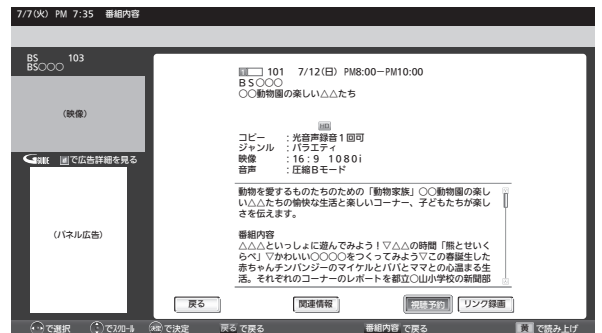 7/7(火) PM 7:35 番組内容
BS 103
BS〇〇〇
101 7/12(日) PM8:00－PM10:00
BS〇〇〇
〇〇動物園の楽しい△△たち
(映像)
HD
コピー : 光音声録音1回可
ジャンル : バラエティ
映像 : 16:9 1080i
音声 : 圧縮Bモード
で広告詳細を見る
動物を愛するものたちのための「動物家族」〇〇動物園の楽し
い△△たちの愉快な生活と楽しいコーナー、子どもたちが楽し
さを伝えます。
番組内容
(パネル広告)
△△△といっしょに遊んでみよう！▽△△の時間「熊とせいく
らべ」▽かわいい〇〇〇〇をつくってみよう▽この春誕生した
赤ちゃんチンパンジーのマイケルとパパとママとの心温まる生
活。それぞれのコーナーのレポートを都立〇山小学校の新聞部
戻る 関連情報 視聴予約 リンク録画
で選択 でスクロール 決定 で決定 戻る で戻る 番組内容 で戻る 黄 で読み上げ